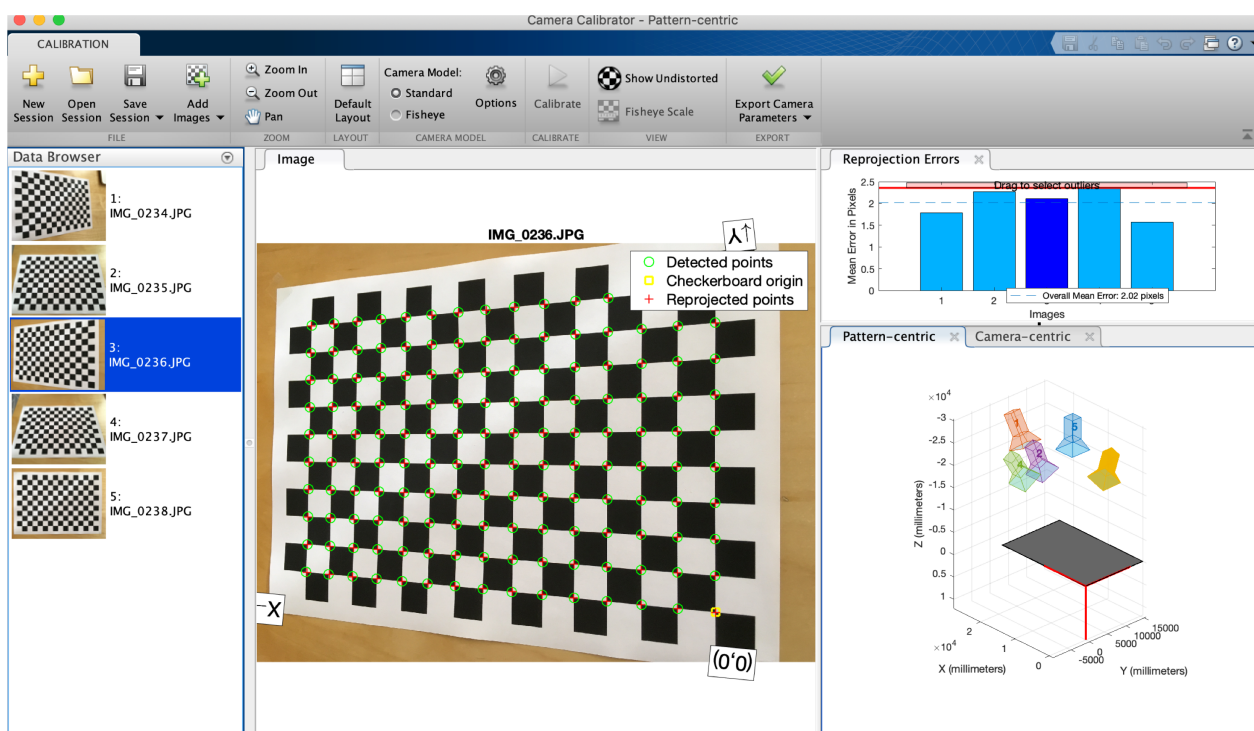 Camera Calibrator - Pattern-centric
CALIBRATION
New Session
Open Session
Save Session
Add Images
Zoom In
Zoom Out
Pan
Default Layout
Camera Model:
Standard
Fisheye
Options
Calibrate
Show Undistorted
Fisheye Scale
Export Camera Parameters
FILE
ZOOM
LAYOUT
CAMERA MODEL
CALIBRATE
VIEW
EXPORT
Data Browser
1:
IMG_0234.JPG
2:
IMG_0235.JPG
3:
IMG_0236.JPG
4:
IMG_0237.JPG
5:
IMG_0238.JPG
Image
IMG_0236.JPG
Y→
Detected points
Checkerboard origin
Reprojected points
X
(0,0)
Reprojection Errors
Drag to select outliers
2.5
2
1.5
1
0.5
0
Mean Error in Pixels
1
2
Overall Mean Error: 2.02 pixels
Images
Pattern-centric
Camera-centric
×10⁴
-3
-2.5
-2
-1.5
-1
-0.5
0
0.5
1
Z (millimeters)
1
2
4
5
2
×10⁴
1
0
X (millimeters)
-5000
0
5000
10000
15000
Y (millimeters)